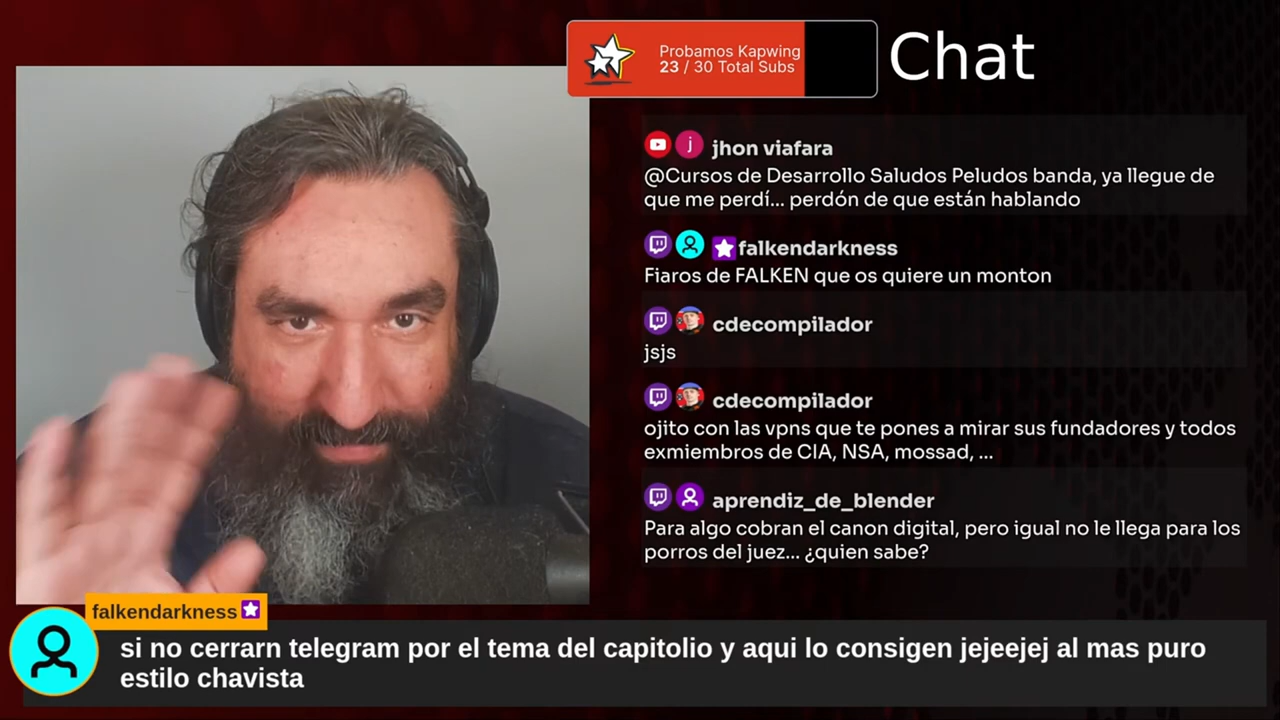 Probamos Kapwing
23 / 30 Total Subs
Chat
j
jhon viafara
@Cursos de Desarrollo Saludos Peludos banda, ya llegue de
que me perdí... perdón de que están hablando
falkendarkness
Fiaros de FALKEN que os quiere un monton
cdecompilador
jsjs
cdecompilador
ojito con las vpns que te pones a mirar sus fundadores y todos
exmiembros de CIA, NSA, mossad, ...
aprendiz_de_blender
Para algo cobran el canon digital, pero igual no le llega para los
porros del juez... ¿quien sabe?
falkendarkness
si no cerrarn telegram por el tema del capitolio y aqui lo consigen jejeejej al mas puro
estilo chavista